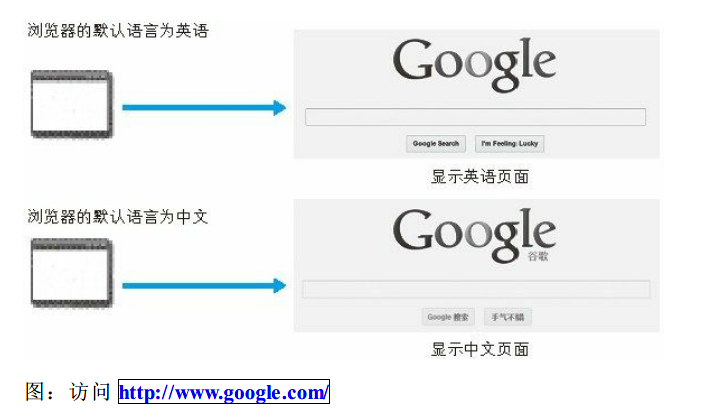 浏览器的默认语言为英语
Google
Google Search I'm Feeling Lucky
显示英语页面
浏览器的默认语言为中文
Google
谷歌
Google 搜索 手气不错
显示中文页面
图：访问 http://www.google.com/